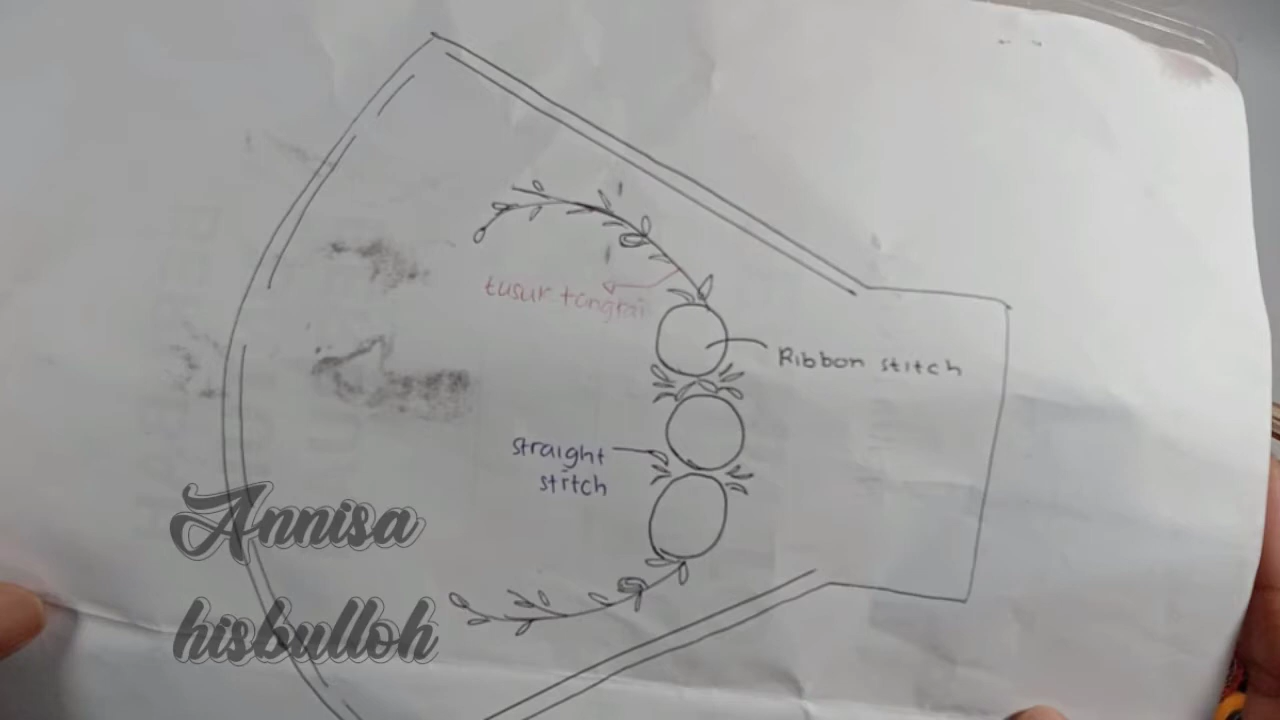 tusuk tangkai
Ribbon stitch
straight
stitch
Annisa
hisbulloh